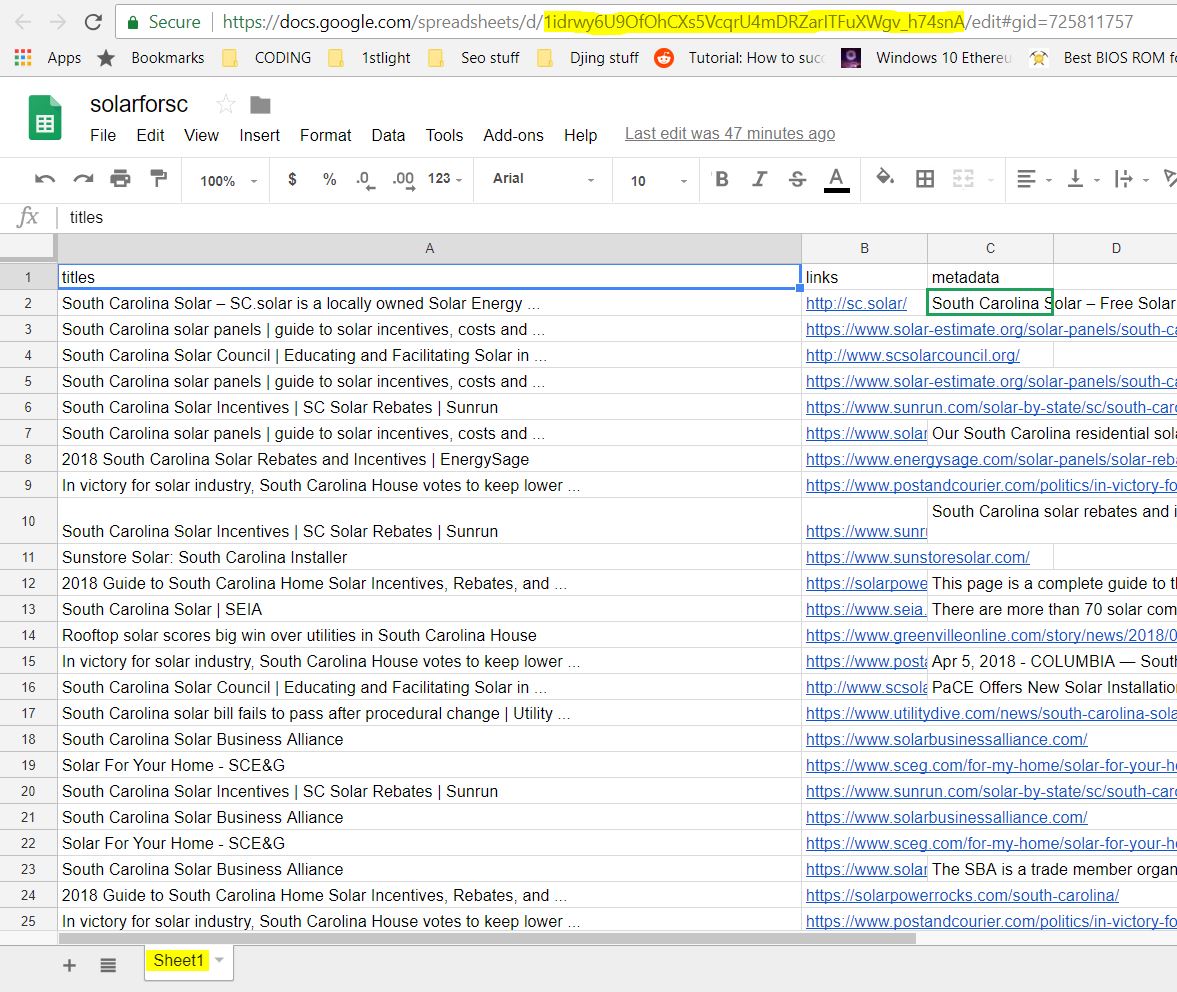 Secure https://docs.google.com/spreadsheets/d/1idrwy6U9OfOhCXs5VcqrU4mDRZarITFuXWgv_h74snA/edit#gid=725811757
Apps Bookmarks CODING 1stlight Seo stuff Djing stuff Tutorial: How to succ Windows 10 Ethereu Best BIOS ROM fo
solarforsc
File Edit View Insert Format Data Tools Add-ons Help Last edit was 47 minutes ago
100% $ % .0 .00 123 Arial 10 B I S A
fx titles
A B C D
1 titles links metadata
2 South Carolina Solar – SC.solar is a locally owned Solar Energy ... http://sc.solar/ South Carolina Solar – Free Solar
3 South Carolina solar panels | guide to solar incentives, costs and ... https://www.solar-estimate.org/solar-panels/south-ca
4 South Carolina Solar Council | Educating and Facilitating Solar in ... http://www.scsolarcouncil.org/
5 South Carolina solar panels | guide to solar incentives, costs and ... https://www.solar-estimate.org/solar-panels/south-ca
6 South Carolina Solar Incentives | SC Solar Rebates | Sunrun https://www.sunrun.com/solar-by-state/sc/south-caro
7 South Carolina solar panels | guide to solar incentives, costs and ... https://www.solar Our South Carolina residential sola
8 2018 South Carolina Solar Rebates and Incentives | EnergySage https://www.energysage.com/solar-panels/solar-reba
9 In victory for solar industry, South Carolina House votes to keep lower ... https://www.postandcourier.com/politics/in-victory-fo
10 South Carolina Solar Incentives | SC Solar Rebates | Sunrun https://www.sunr South Carolina solar rebates and i
11 Sunstore Solar: South Carolina Installer https://www.sunstoresolar.com/
12 2018 Guide to South Carolina Home Solar Incentives, Rebates, and ... https://solarpowe This page is a complete guide to th
13 South Carolina Solar | SEIA https://www.seia. There are more than 70 solar com
14 Rooftop solar scores big win over utilities in South Carolina House https://www.greenvilleonline.com/story/news/2018/0
15 In victory for solar industry, South Carolina House votes to keep lower ... https://www.posta Apr 5, 2018 - COLUMBIA — South
16 South Carolina Solar Council | Educating and Facilitating Solar in ... http://www.scsola PaCE Offers New Solar Installation
17 South Carolina solar bill fails to pass after procedural change | Utility ... https://www.utilitydive.com/news/south-carolina-sola
18 South Carolina Solar Business Alliance https://www.solarbusinessalliance.com/
19 Solar For Your Home - SCE&G https://www.sceg.com/for-my-home/solar-for-your-h
20 South Carolina Solar Incentives | SC Solar Rebates | Sunrun https://www.sunrun.com/solar-by-state/sc/south-caro
21 South Carolina Solar Business Alliance https://www.solarbusinessalliance.com/
22 Solar For Your Home - SCE&G https://www.sceg.com/for-my-home/solar-for-your-h
23 South Carolina Solar Business Alliance https://www.solar The SBA is a trade member organ
24 2018 Guide to South Carolina Home Solar Incentives, Rebates, and ... https://solarpowerrocks.com/south-carolina/
25 In victory for solar industry, South Carolina House votes to keep lower ... https://www.postandcourier.com/politics/in-victory-fo
Sheet1